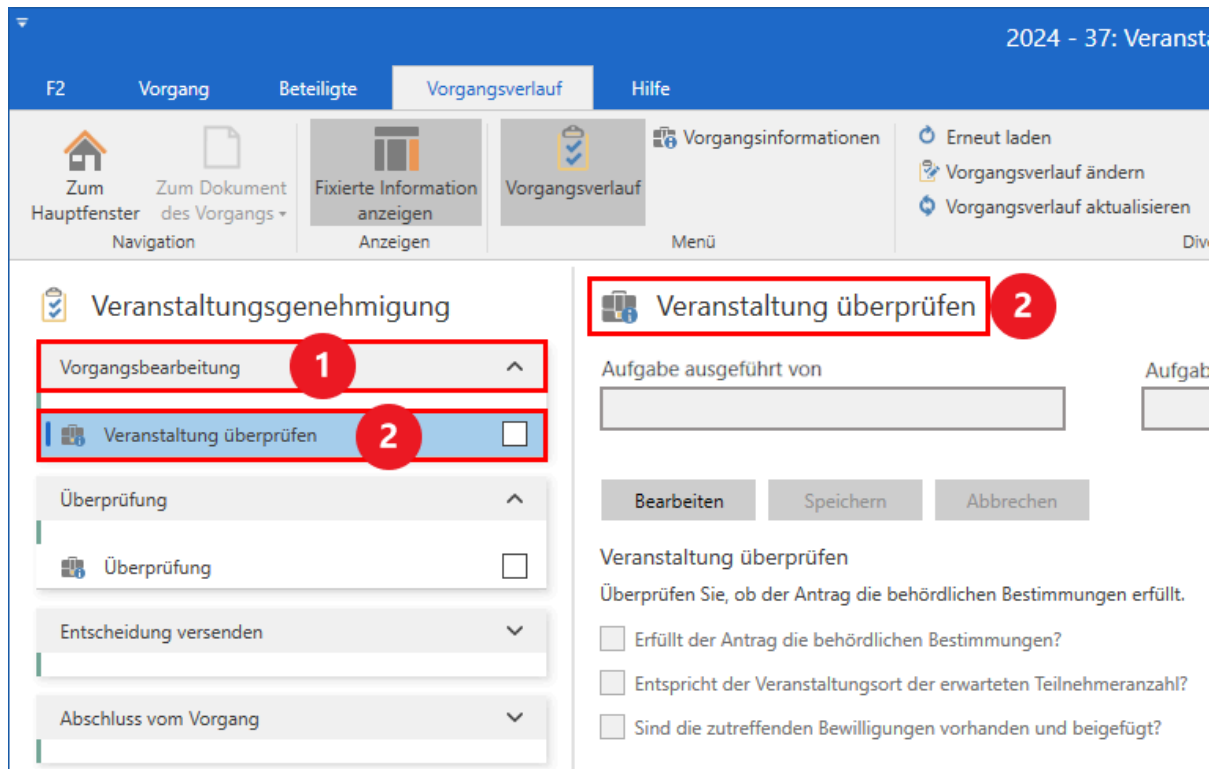 2024 - 37: Veransta
F2 Vorgang Beteiligte Vorgangsverlauf Hilfe
Zum
Hauptfenster
Zum Dokument
des Vorgangs
Navigation
Fixierte Information
anzeigen
Anzeigen
Vorgangsverlauf
Vorgangsinformationen
Menü
Erneut laden
Vorgangsverlauf ändern
Vorgangsverlauf aktualisieren
Dive
Veranstaltungsgenehmigung
Vorgangsbearbeitung 1
Veranstaltung überprüfen 2
Überprüfung
Überprüfung
Entscheidung versenden
Abschluss vom Vorgang
Veranstaltung überprüfen 2
Aufgabe ausgeführt von Aufgab
Bearbeiten Speichern Abbrechen
Veranstaltung überprüfen
Überprüfen Sie, ob der Antrag die behördlichen Bestimmungen erfüllt.
Erfüllt der Antrag die behördlichen Bestimmungen?
Entspricht der Veranstaltungsort der erwarteten Teilnehmeranzahl?
Sind die zutreffenden Bewilligungen vorhanden und beigefügt?